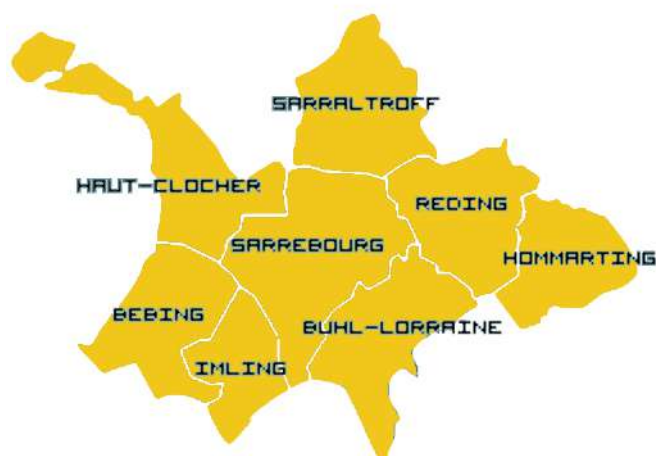 SARRALTROFF
HAUT-CLOCHER
REDING
SARREBOURG
HOMMARTING
BEBING
BUHL-LORRAINE
IMLING